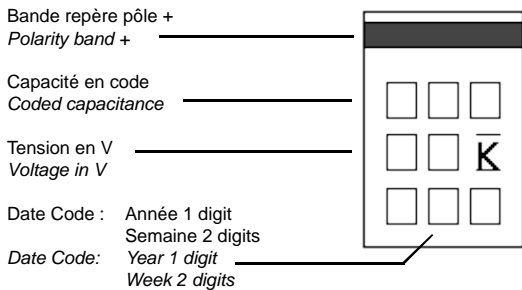 Bande repère pôle +
Polarity band +
Capacité en code
Coded capacitance
Tension en V
Voltage in V
K
Date Code : Année 1 digit
Semaine 2 digits
Date Code: Year 1 digit
Week 2 digits